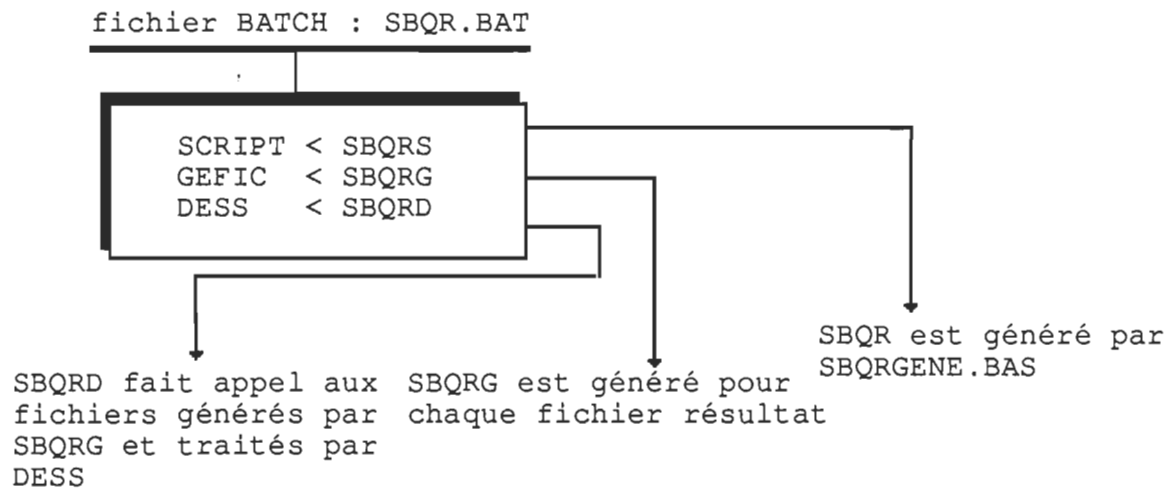 fichier BATCH : SBQR.BAT
SCRIPT < SBQRS
GEFIC < SBQRG
DESS < SBQRD
SBQR est généré par
SBQRGENE.BAS
SBQRD fait appel aux
fichiers générés par
SBQRG et traités par
DESS
SBQRG est généré pour
chaque fichier résultat